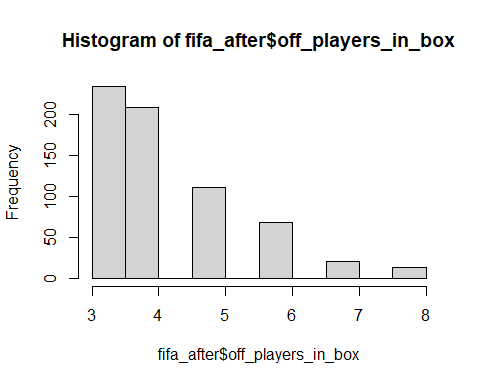 Histogram of fifa_after$off_players_in_box
Frequency
200
150
100
50
0
3 4 5 6 7 8
fifa_after$off_players_in_box